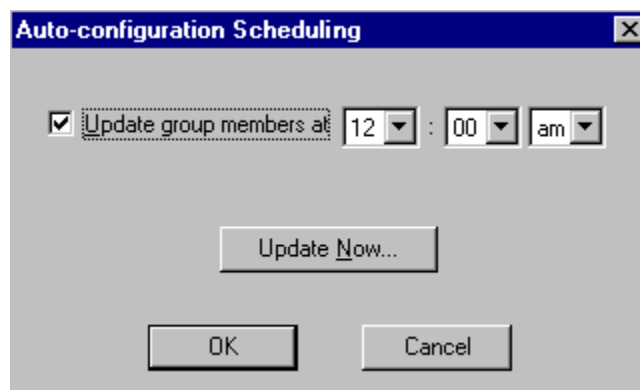 Auto-configuration Scheduling
Update group members at 12 : 00 am
Update Now...
OK Cancel